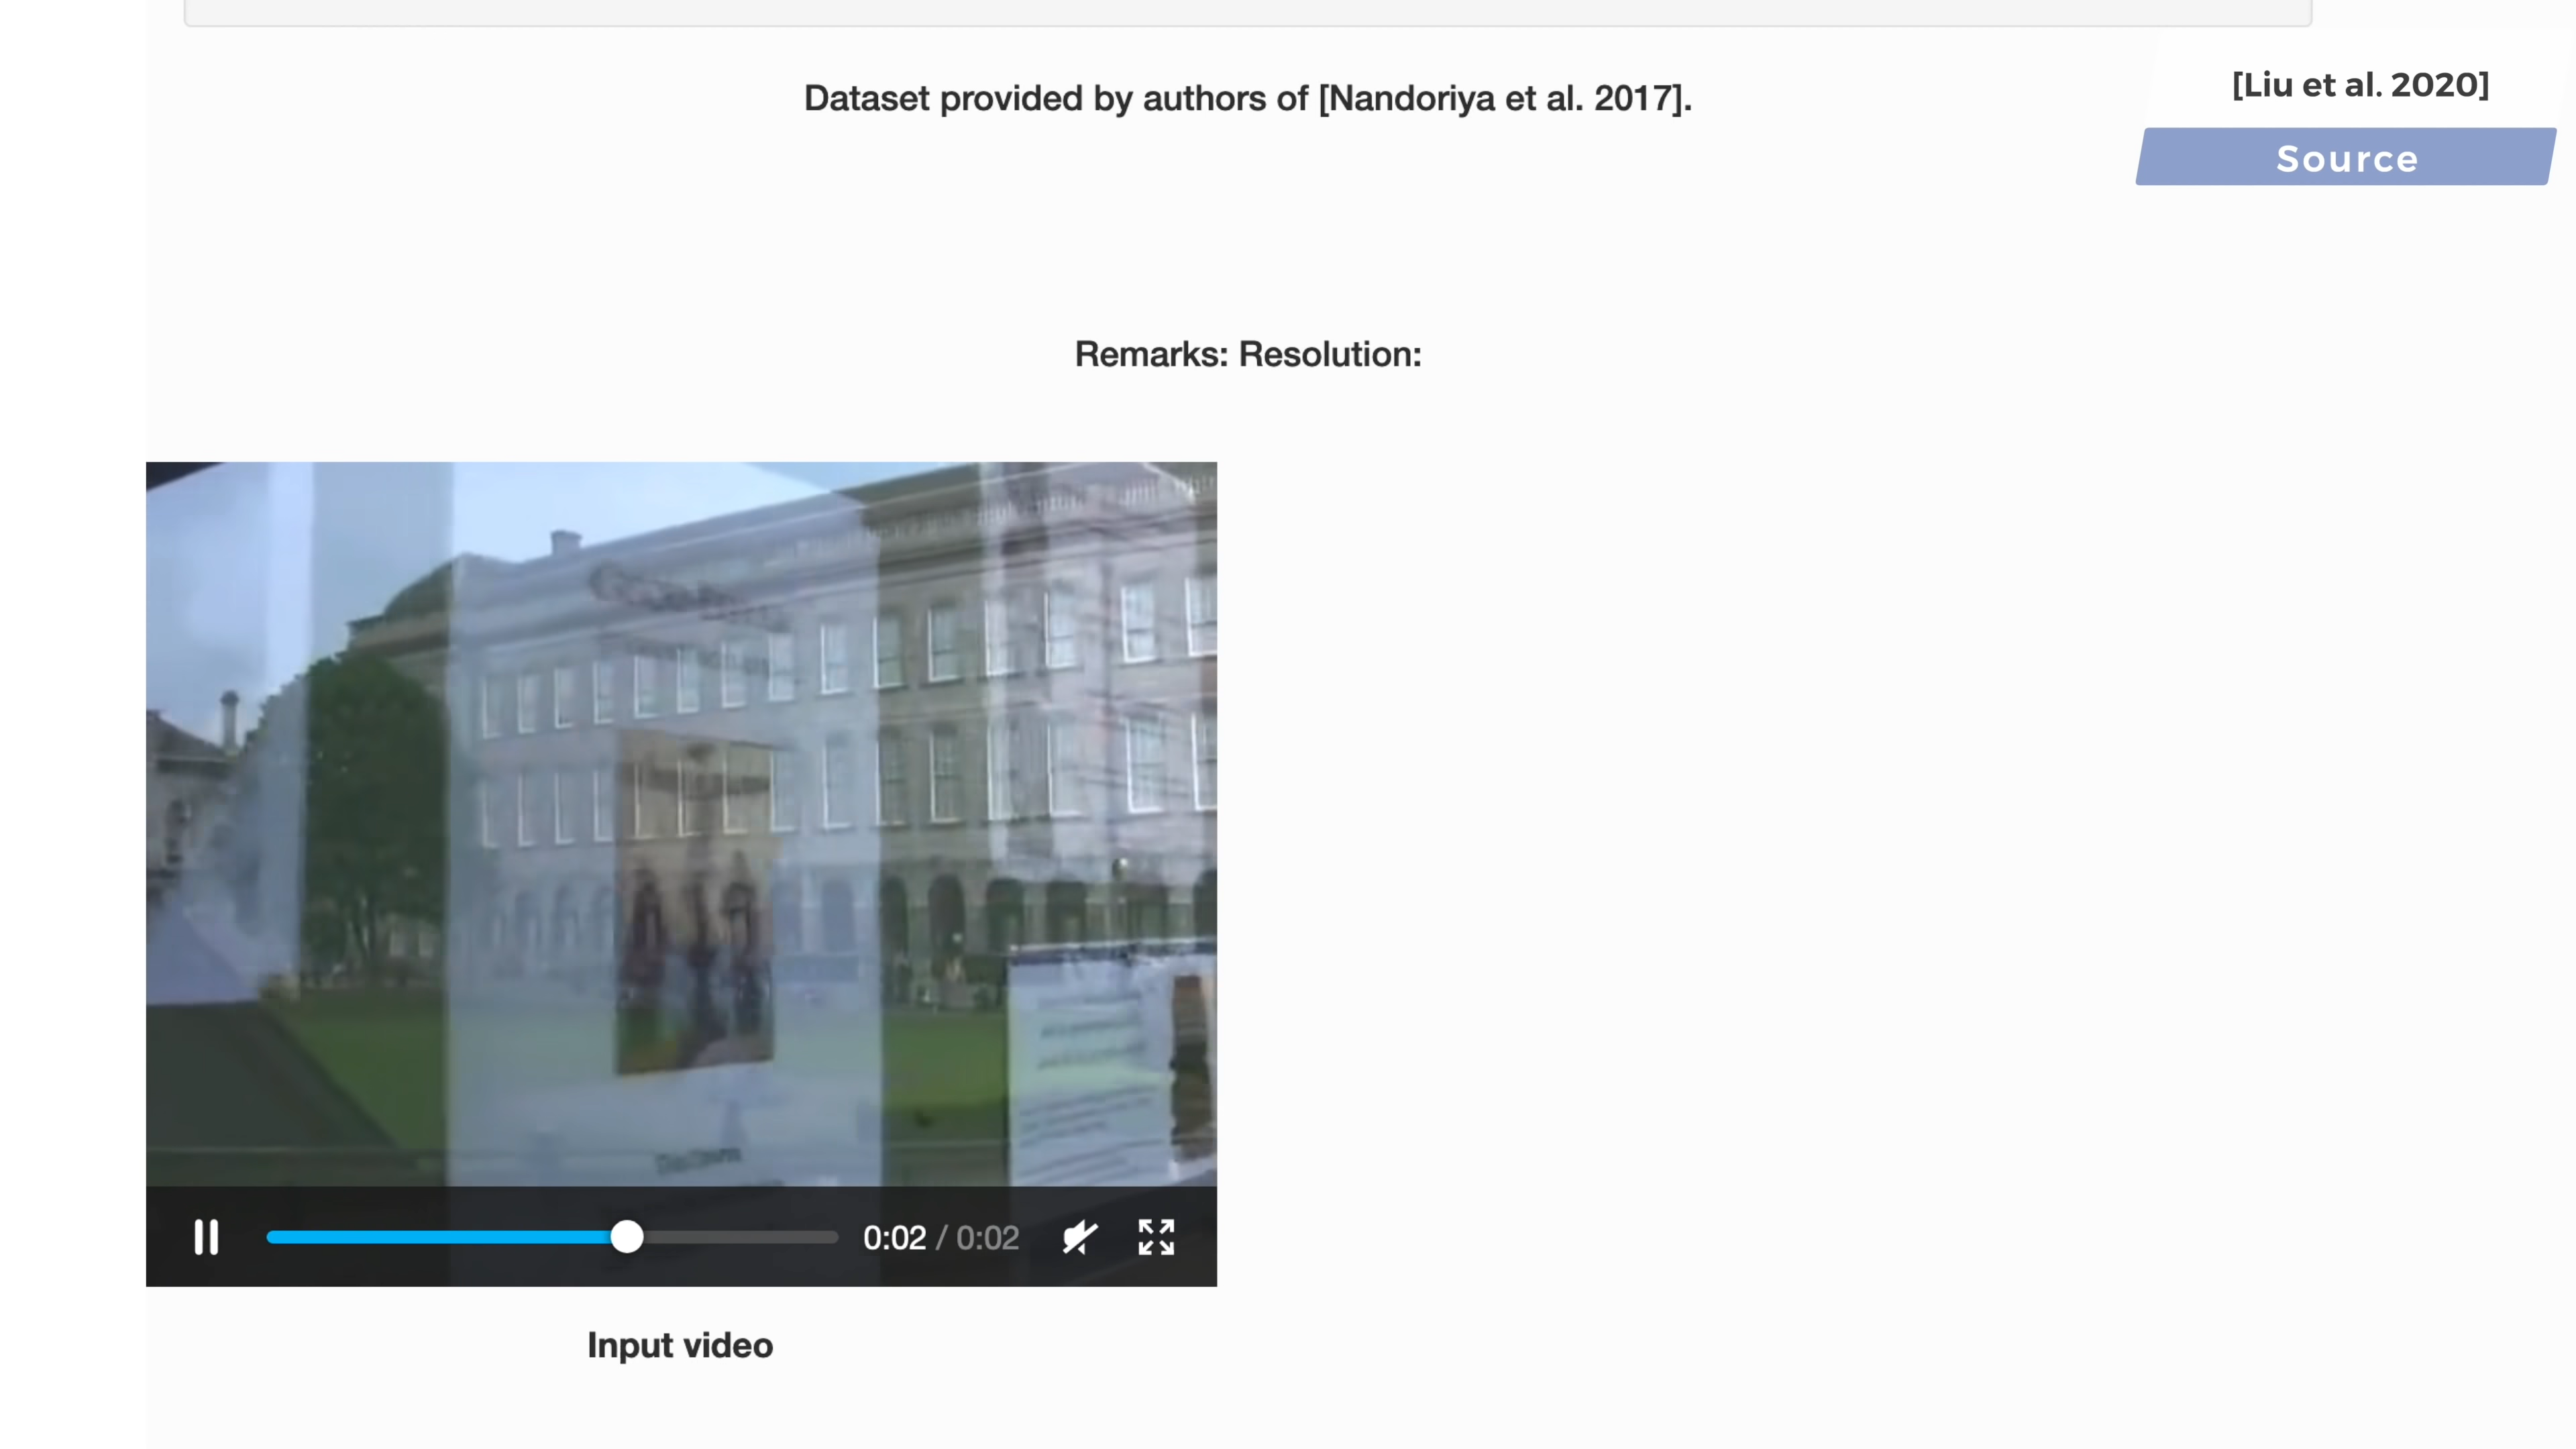 [Liu et al. 2020]
Source
Dataset provided by authors of [Nandoriya et al. 2017].
Remarks: Resolution:
0:02 / 0:02
Input video